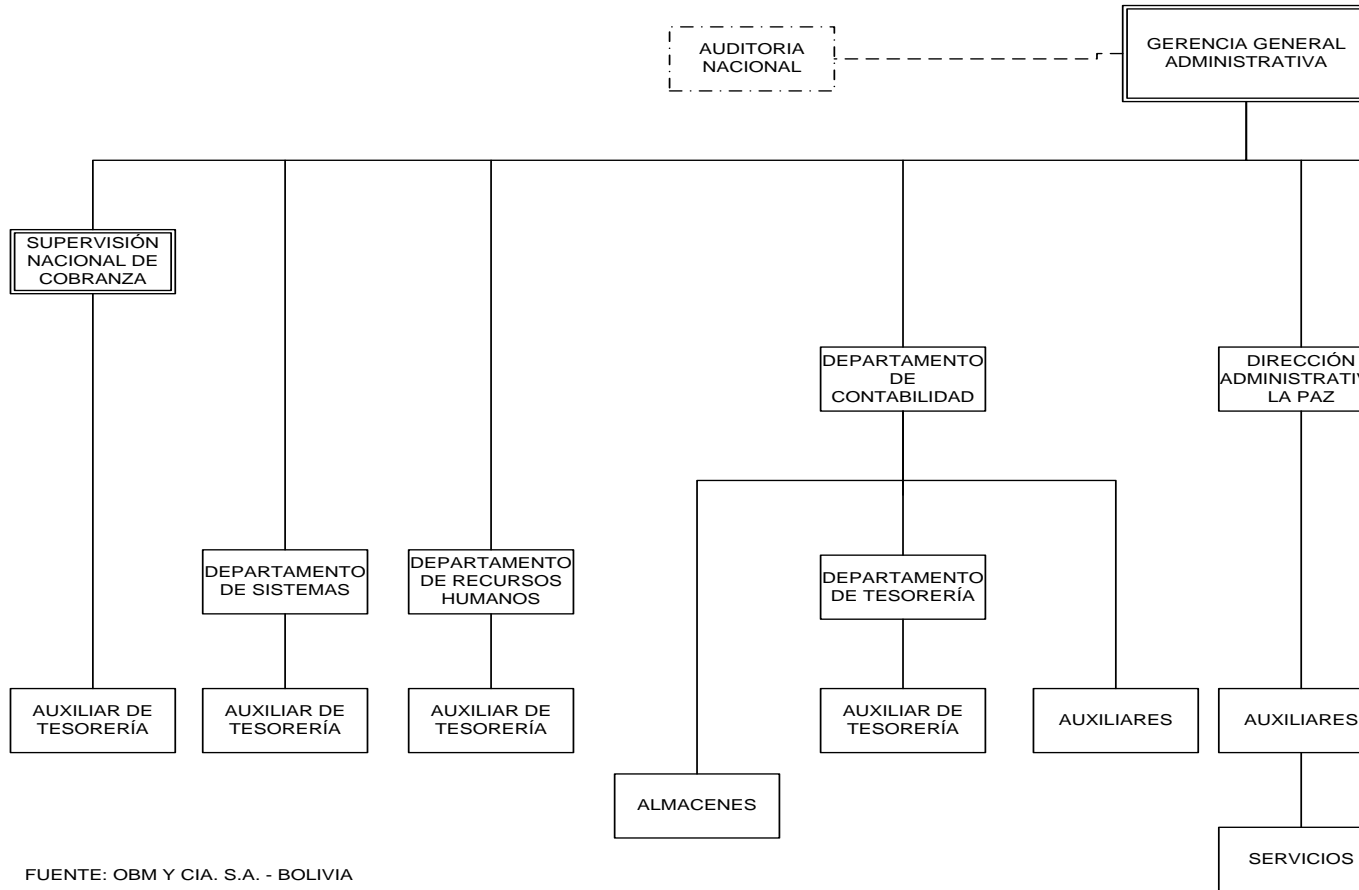 AUDITORIA
NACIONAL
GERENCIA GENERAL
ADMINISTRATIVA
SUPERVISIÓN
NACIONAL DE
COBRANZA
DEPARTAMENTO
DE
CONTABILIDAD
DIRECCIÓN
ADMINISTRATIV
LA PAZ
DEPARTAMENTO
DE SISTEMAS
DEPARTAMENTO
DE RECURSOS
HUMANOS
DEPARTAMENTO
DE TESORERÍA
AUXILIAR DE
TESORERÍA
AUXILIAR DE
TESORERÍA
AUXILIAR DE
TESORERÍA
AUXILIAR DE
TESORERÍA
AUXILIARES
AUXILIARES
ALMACENES
SERVICIOS
FUENTE: OBM Y CIA. S.A. - BOLIVIA